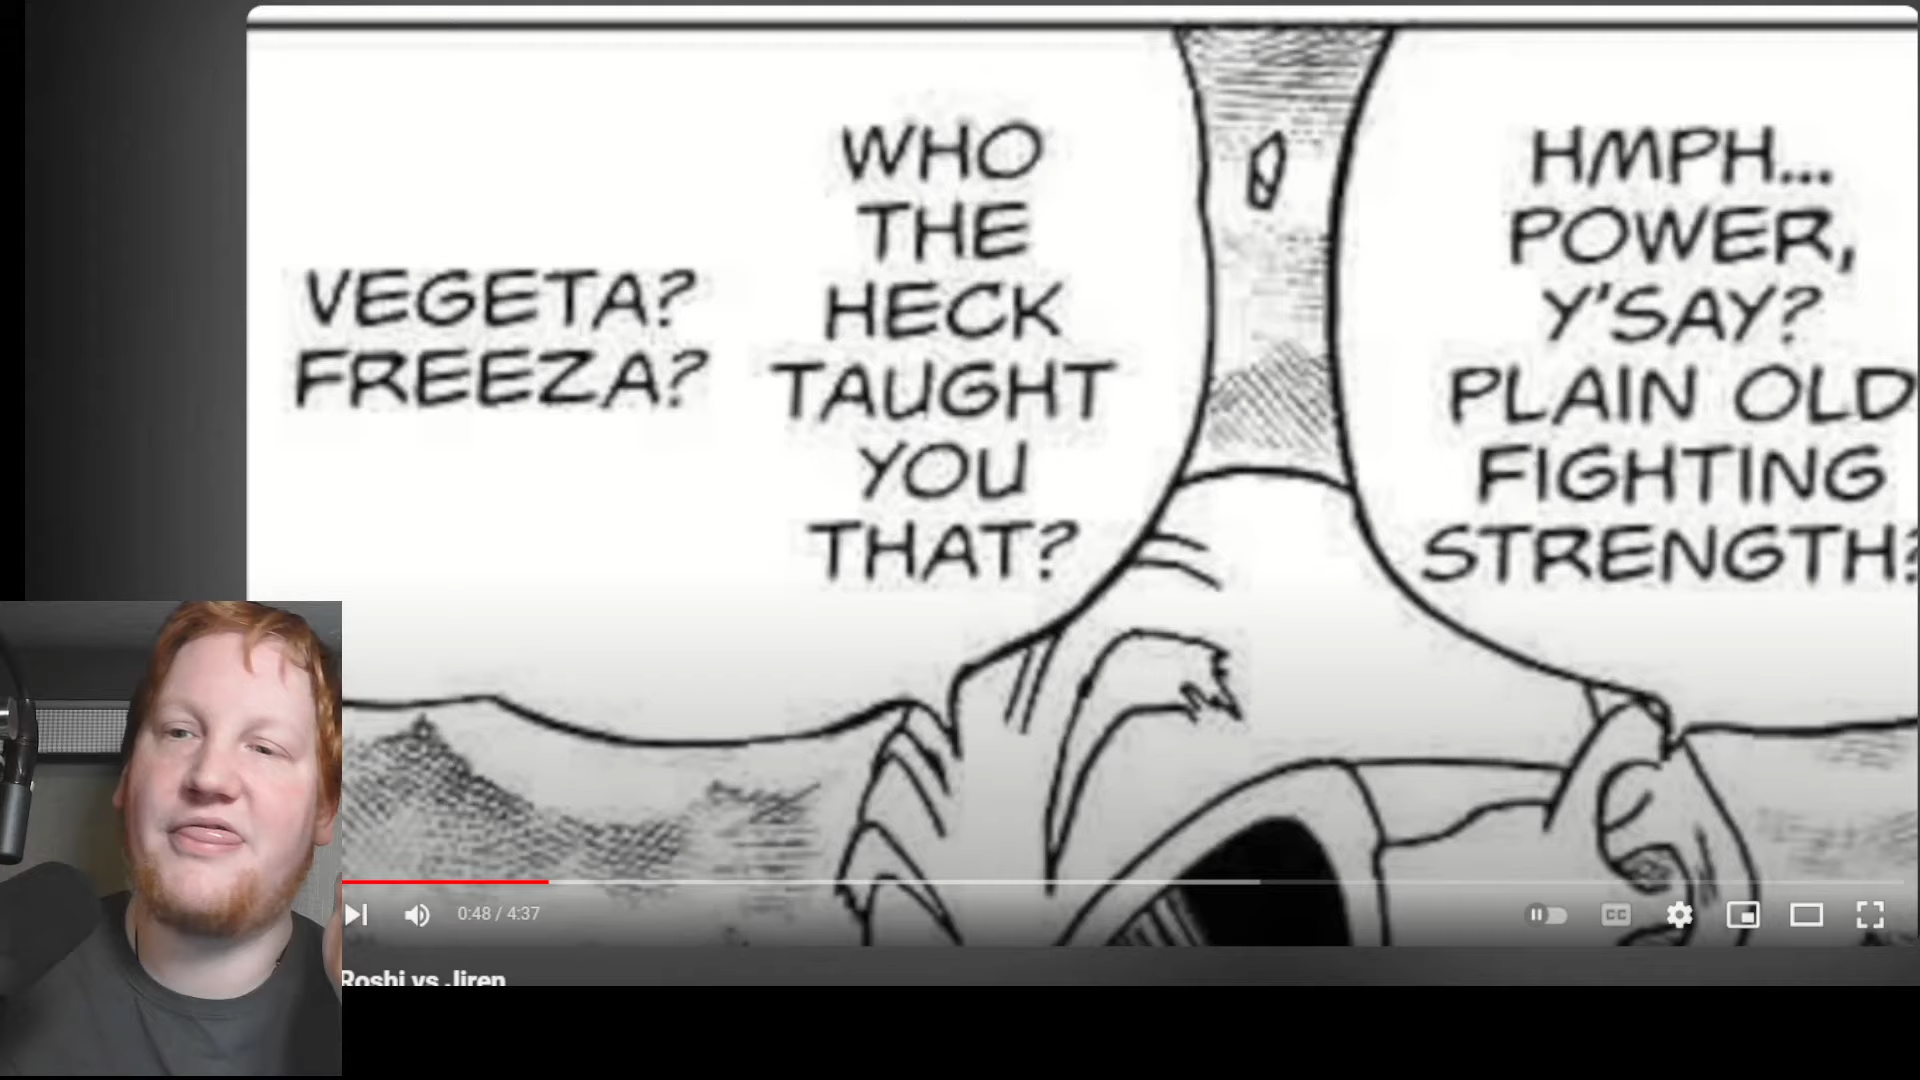 HMPH...
POWER,
Y'SAY?
PLAIN OLD
FIGHTING
STRENGTH?
WHO
THE
HECK
TAUGHT
YOU
THAT?
VEGETA?
FREEZA?
0:48 / 4:37
CC
Roshi vs Jiren